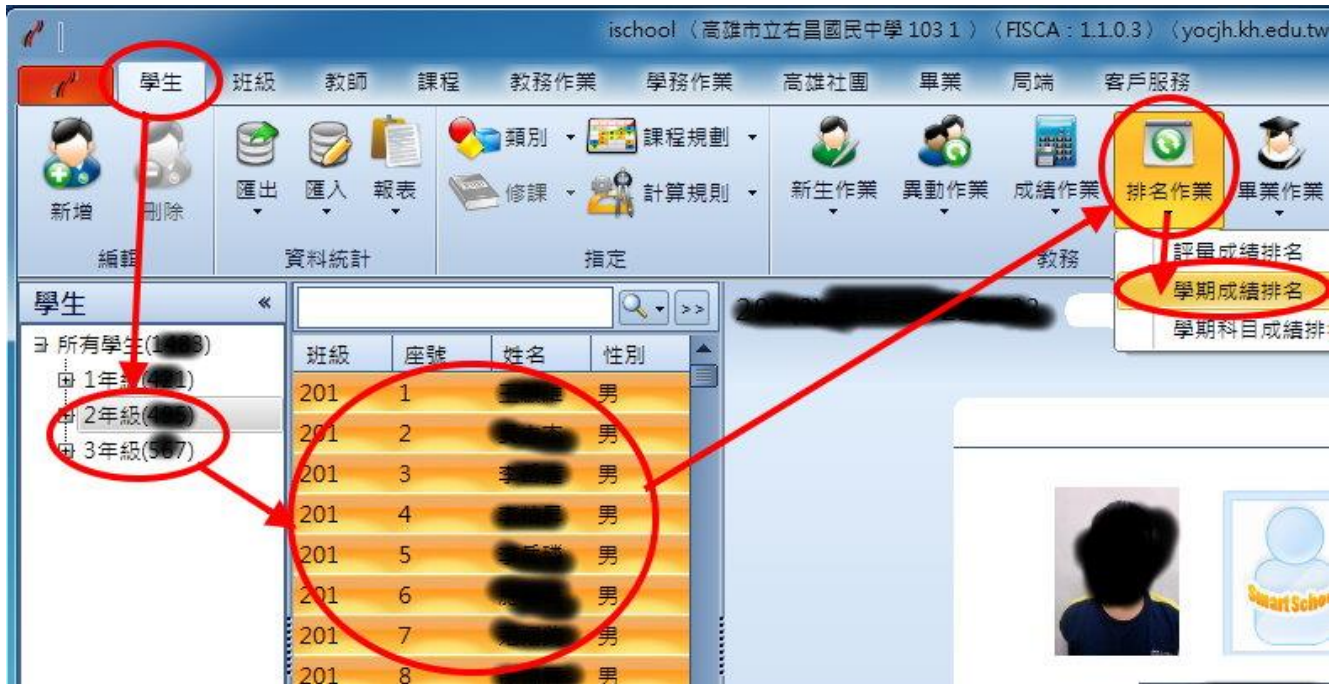 ischool（高雄市立右昌國民中學 103 1）（FISCA：1.1.0.3）（yocjh.kh.edu.tw
學生 班級 教師 課程 教務作業 學務作業 高雄社團 畢業 局端 客戶服務
類別 課程規劃
新增 刪除 匯出 匯入 報表 修課 計算規則 新生作業 異動作業 成績作業 排名作業 畢業作業
編輯 資料統計 指定 教務
評量成績排名
學期成績排名
學期科目成績排
學生 «
>>
所有學生
班級 座號 姓名 性別
1年級
201 1 男
2年級
201 2 男
3年級(567)
201 3 李 男
201 4 男
201 5 男
201 6 男
201 7 男
201 8 男
SmartSchoo